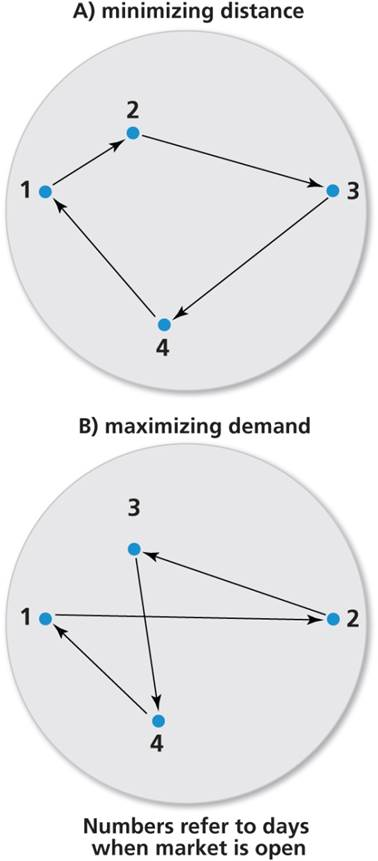 A) minimizing distance
2
1
3
4
B) maximizing demand
3
1
2
4
Numbers refer to days
when market is open